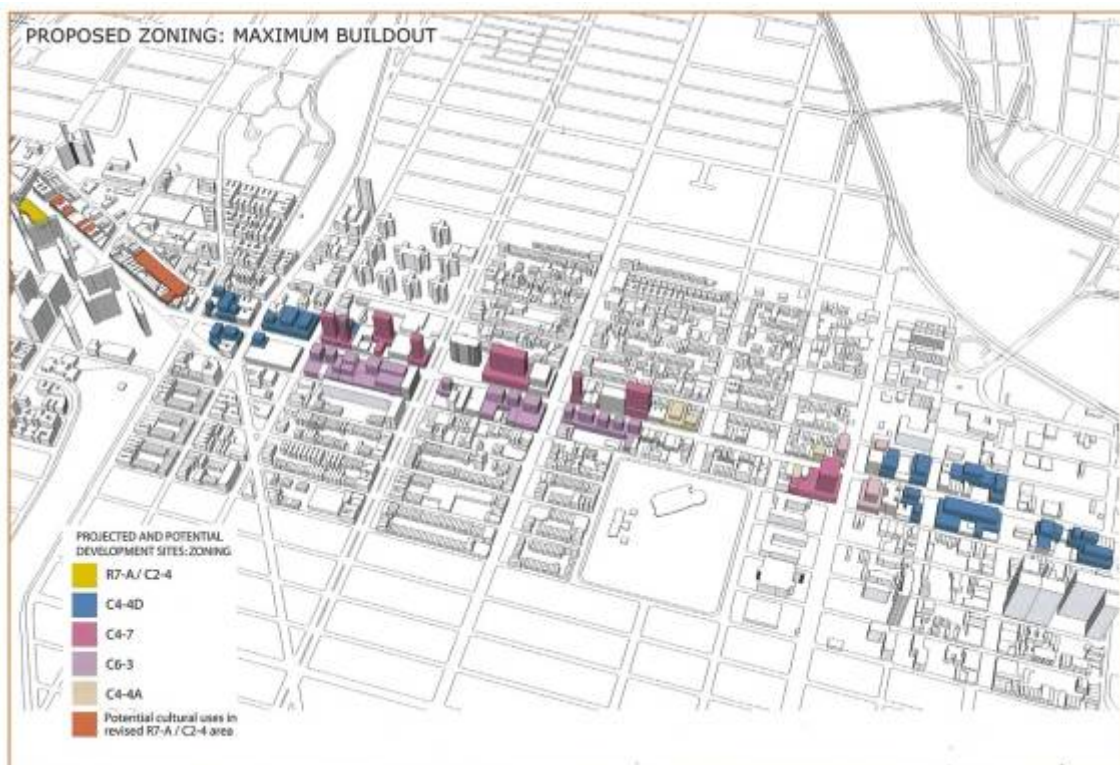 PROPOSED ZONING: MAXIMUM BUILDOUT
PROJECTED AND POTENTIAL
DEVELOPMENT SITES: ZONING
R7-A / C2-4
C4-4D
C4-7
C6-3
C4-4A
Potential cultural uses in
revised R7-A / C2-4 area